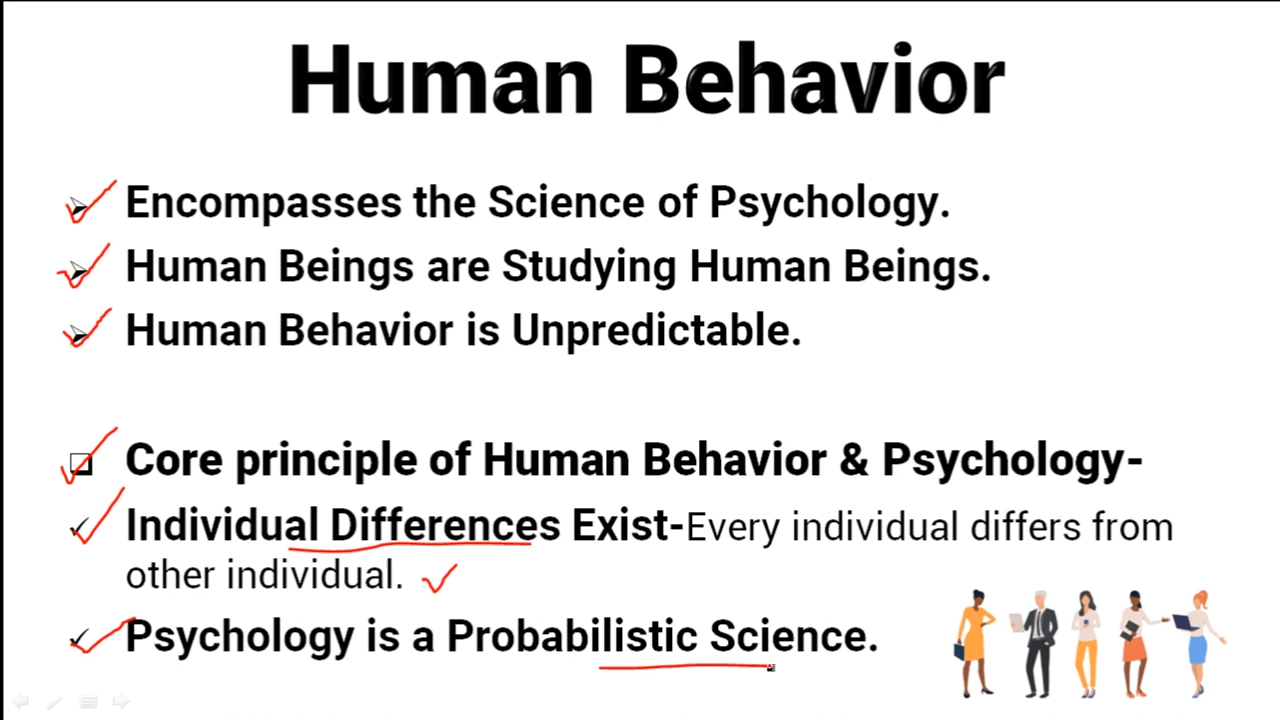 Human Behavior
Encompasses the Science of Psychology.
Human Beings are Studying Human Beings.
Human Behavior is Unpredictable.
Core principle of Human Behavior & Psychology-
Individual Differences Exist-Every individual differs from
other individual.
Psychology is a Probabilistic Science.